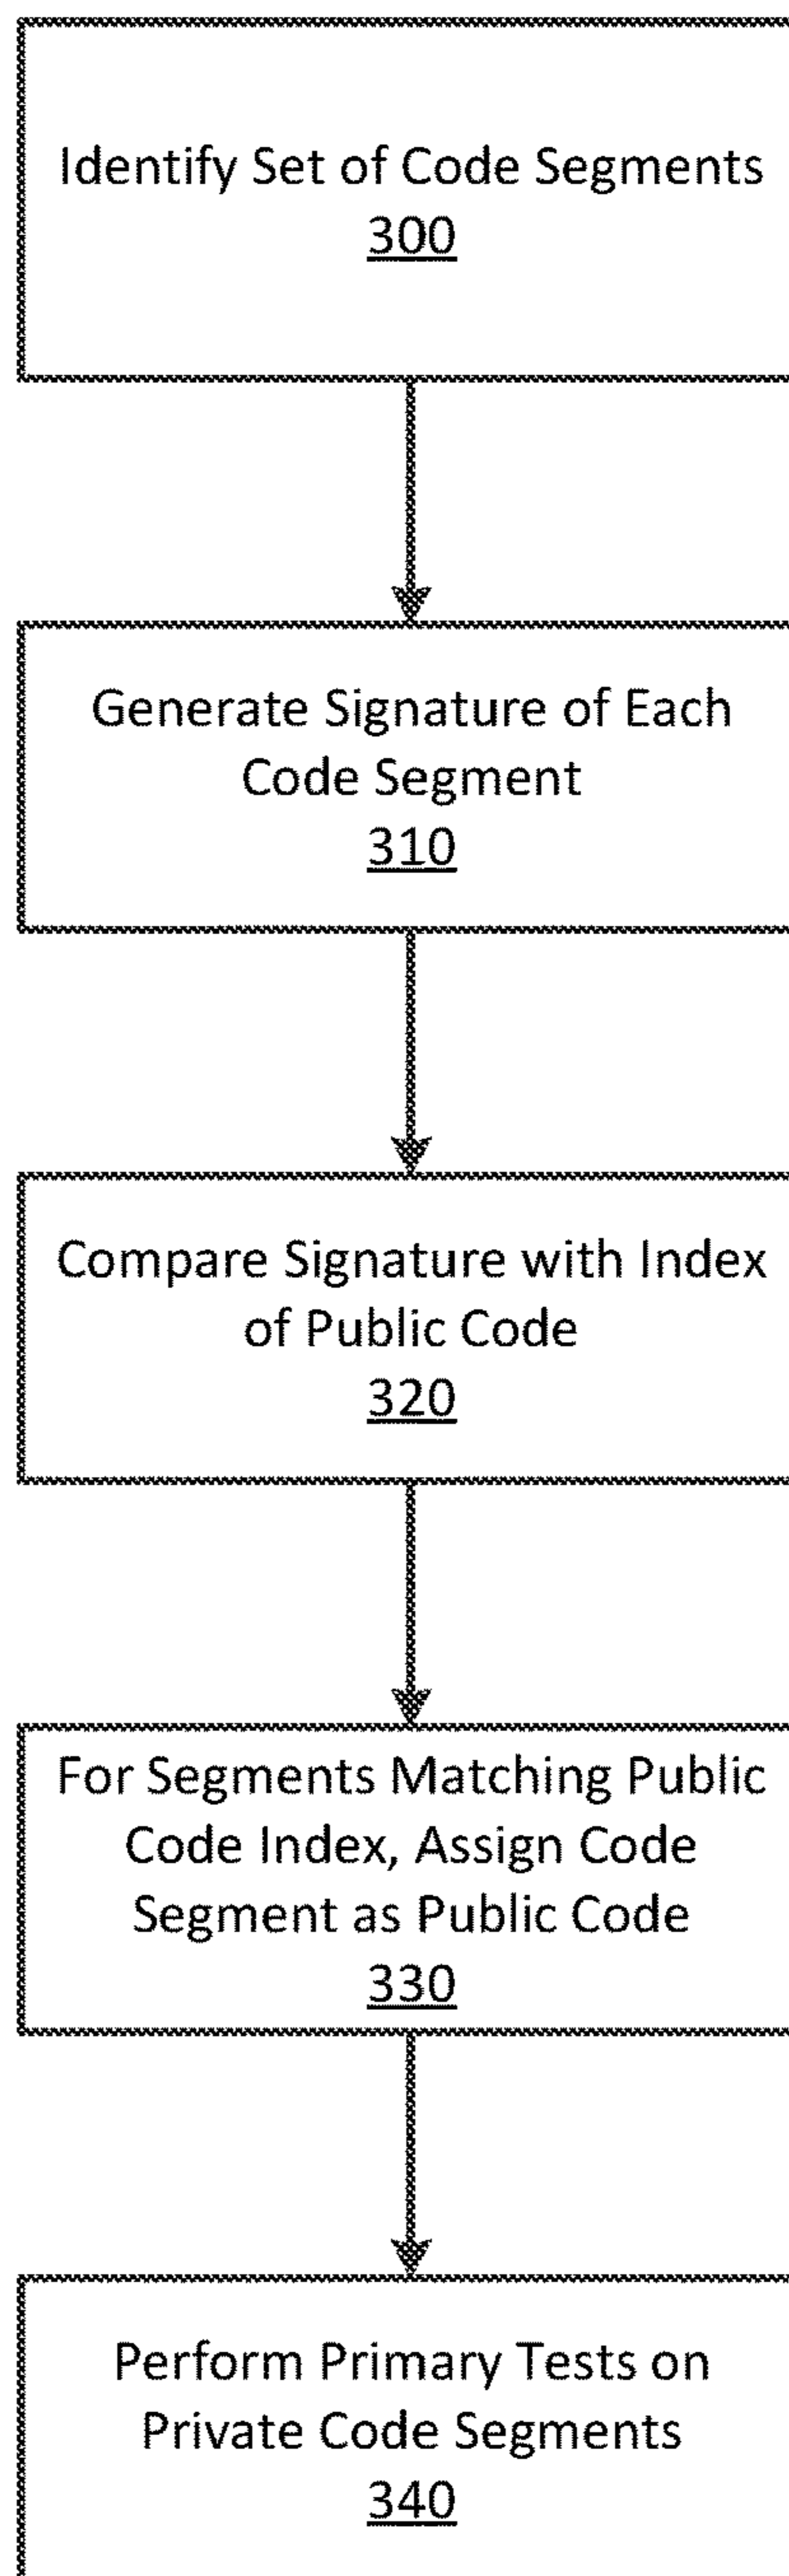 Identify Set of Code Segments
300
Generate Signature of Each
Code Segment
310
Compare Signature with Index
of Public Code
320
For Segments Matching Public
Code Index, Assign Code
Segment as Public Code
330
Perform Primary Tests on
Private Code Segments
340